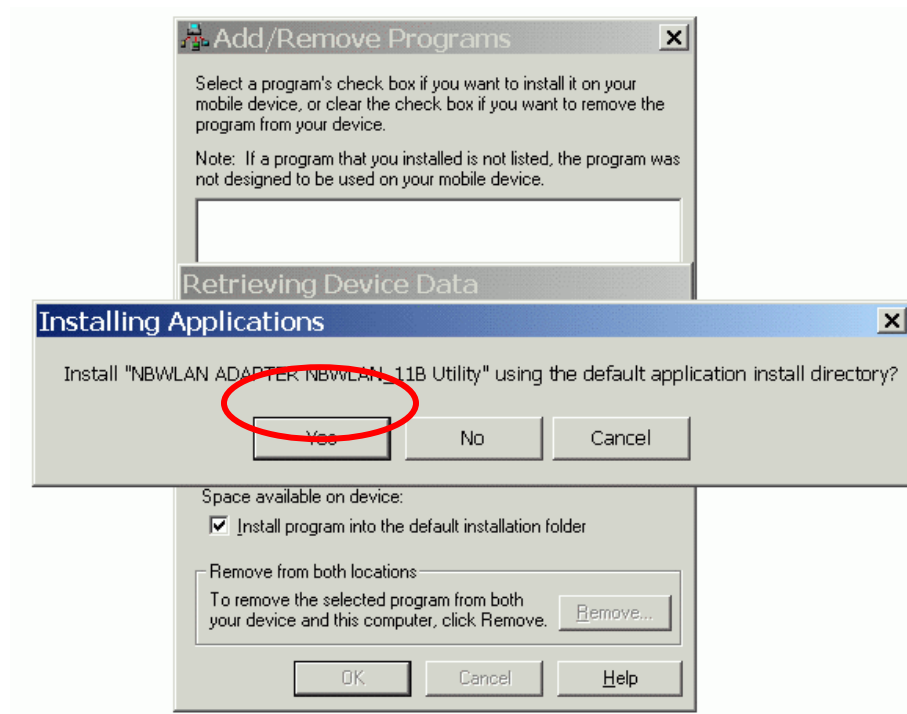 Add/Remove Programs
Select a program's check box if you want to install it on your
mobile device, or clear the check box if you want to remove the
program from your device.
Note: If a program that you installed is not listed, the program was
not designed to be used on your mobile device.
Retrieving Device Data
Installing Applications
Install "NBWLAN ADAPTER NBWLAN_11B Utility" using the default application install directory?
Yes No Cancel
Space available on device:
Install program into the default installation folder
Remove from both locations
To remove the selected program from both
your device and this computer, click Remove.
Remove...
OK Cancel Help